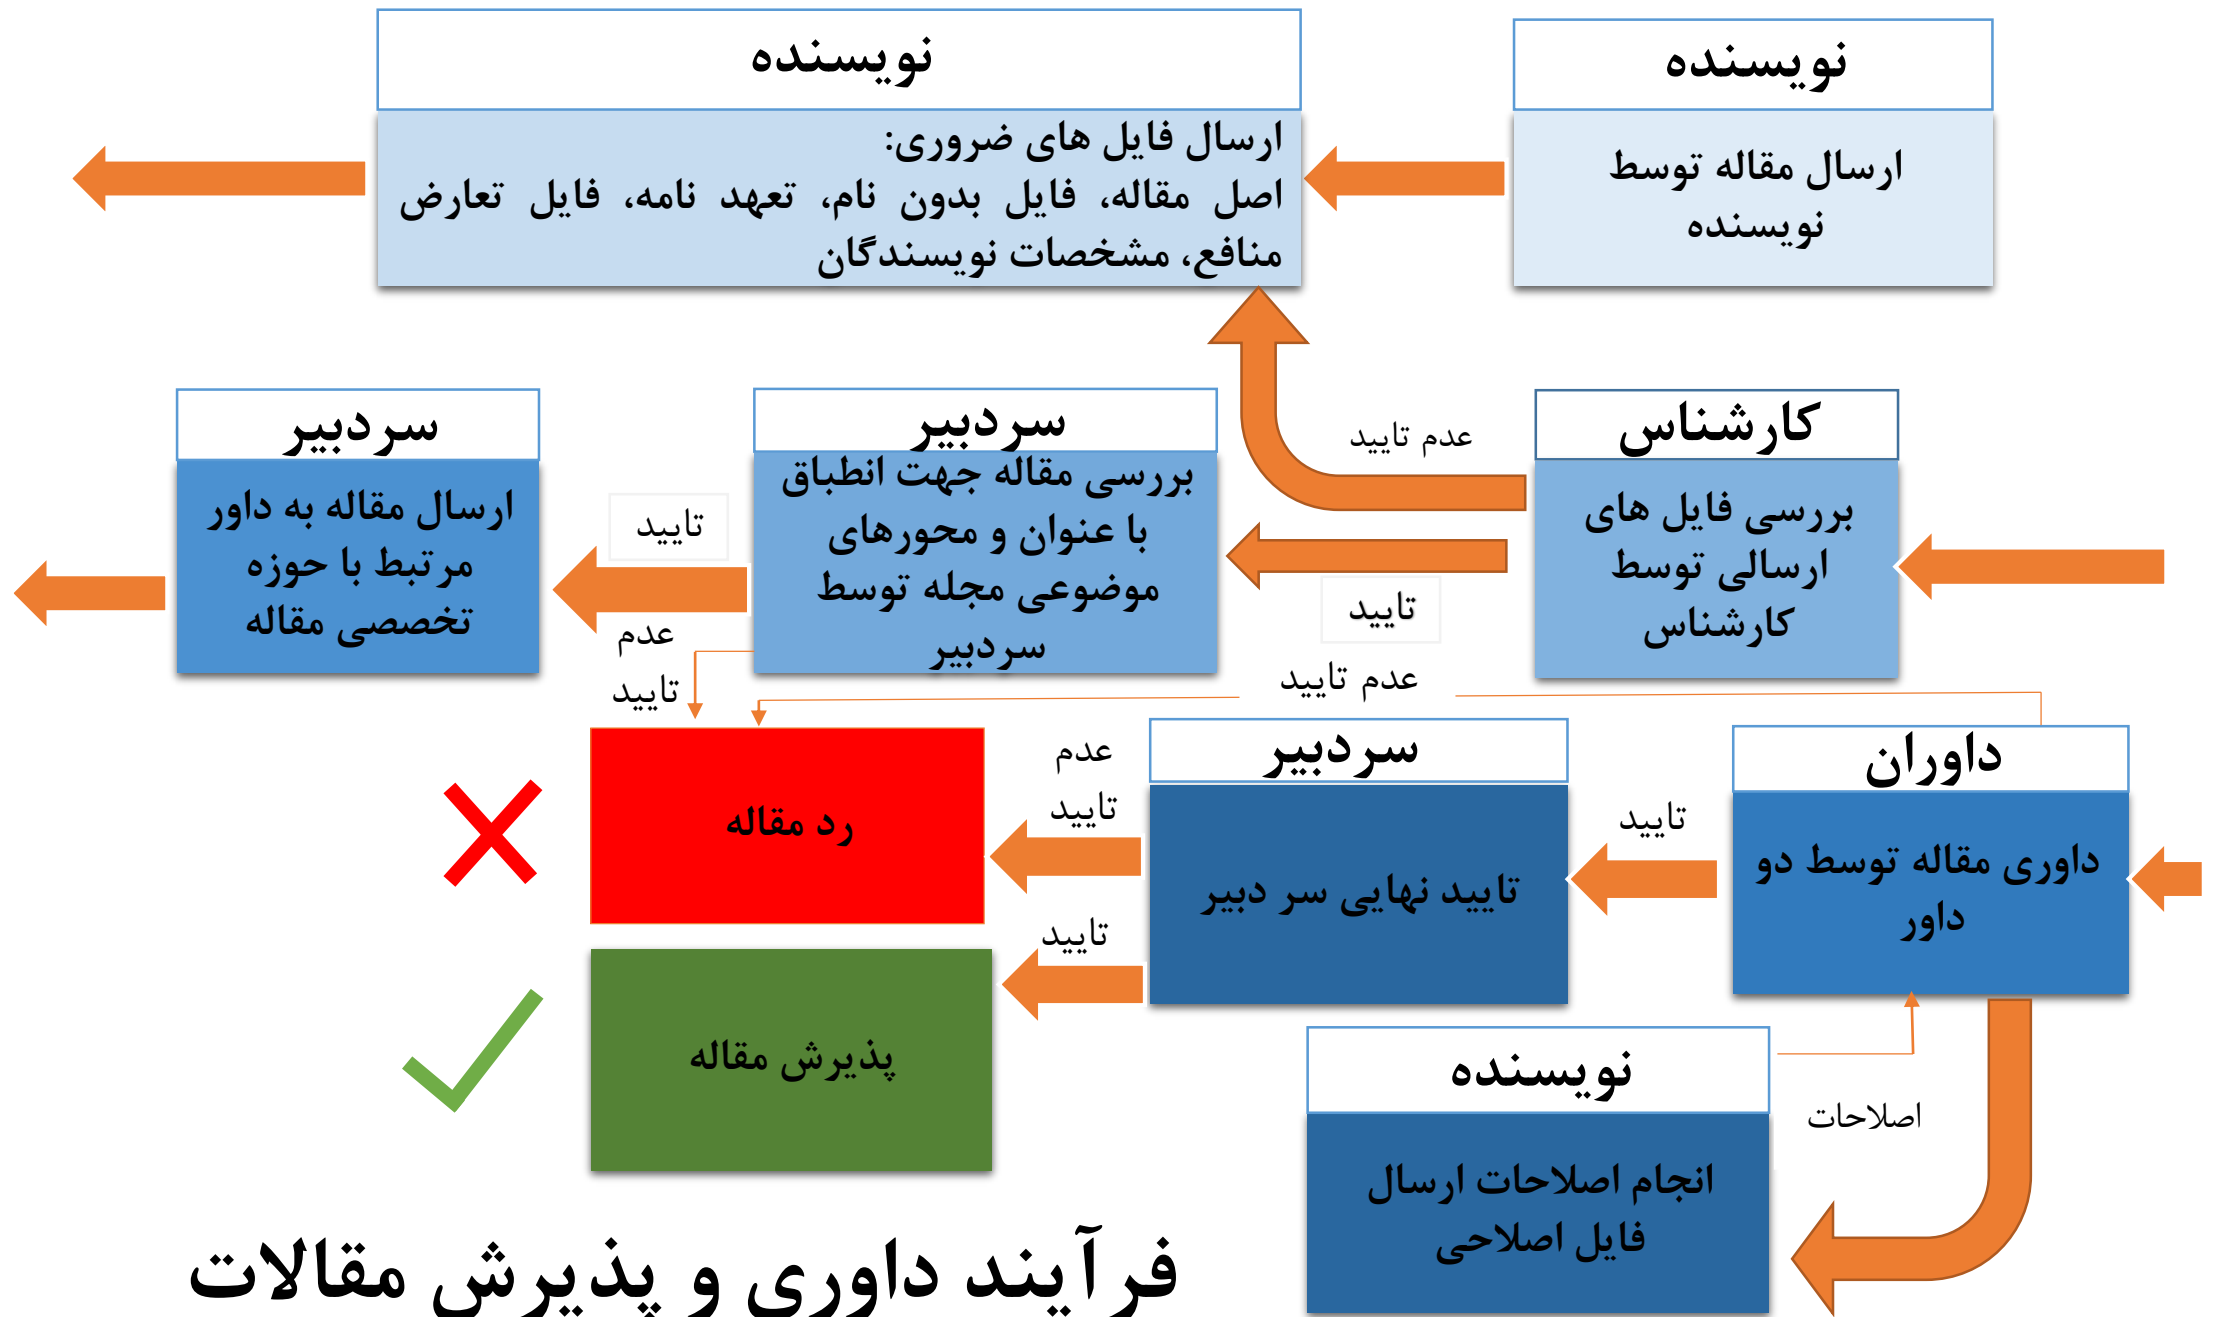 نویسنده
ارسال مقاله توسط
نویسنده
نویسنده
ارسال فایل های ضروری:
اصل مقاله، فایل بدون نام، تعهد نامه، فایل تعارض
منافع، مشخصات نویسندگان
کارشناس
بررسی فایل های
ارسالی توسط
کارشناس
عدم تایید
تایید
سردبیر
بررسی مقاله جهت انطباق
با عنوان و محورهای
موضوعی مجله توسط
سردبیر
تایید
عدم
تایید
سردبیر
ارسال مقاله به داور
مرتبط با حوزه
تخصصی مقاله
داوران
داوری مقاله توسط دو
داور
عدم تایید
تایید
سردبیر
تایید نهایی سر دبیر
عدم
تایید
تایید
رد مقاله
پذیرش مقاله
نویسنده
انجام اصلاحات ارسال
فایل اصلاحی
اصلاحات
فرآیند داوری و پذیرش مقالات